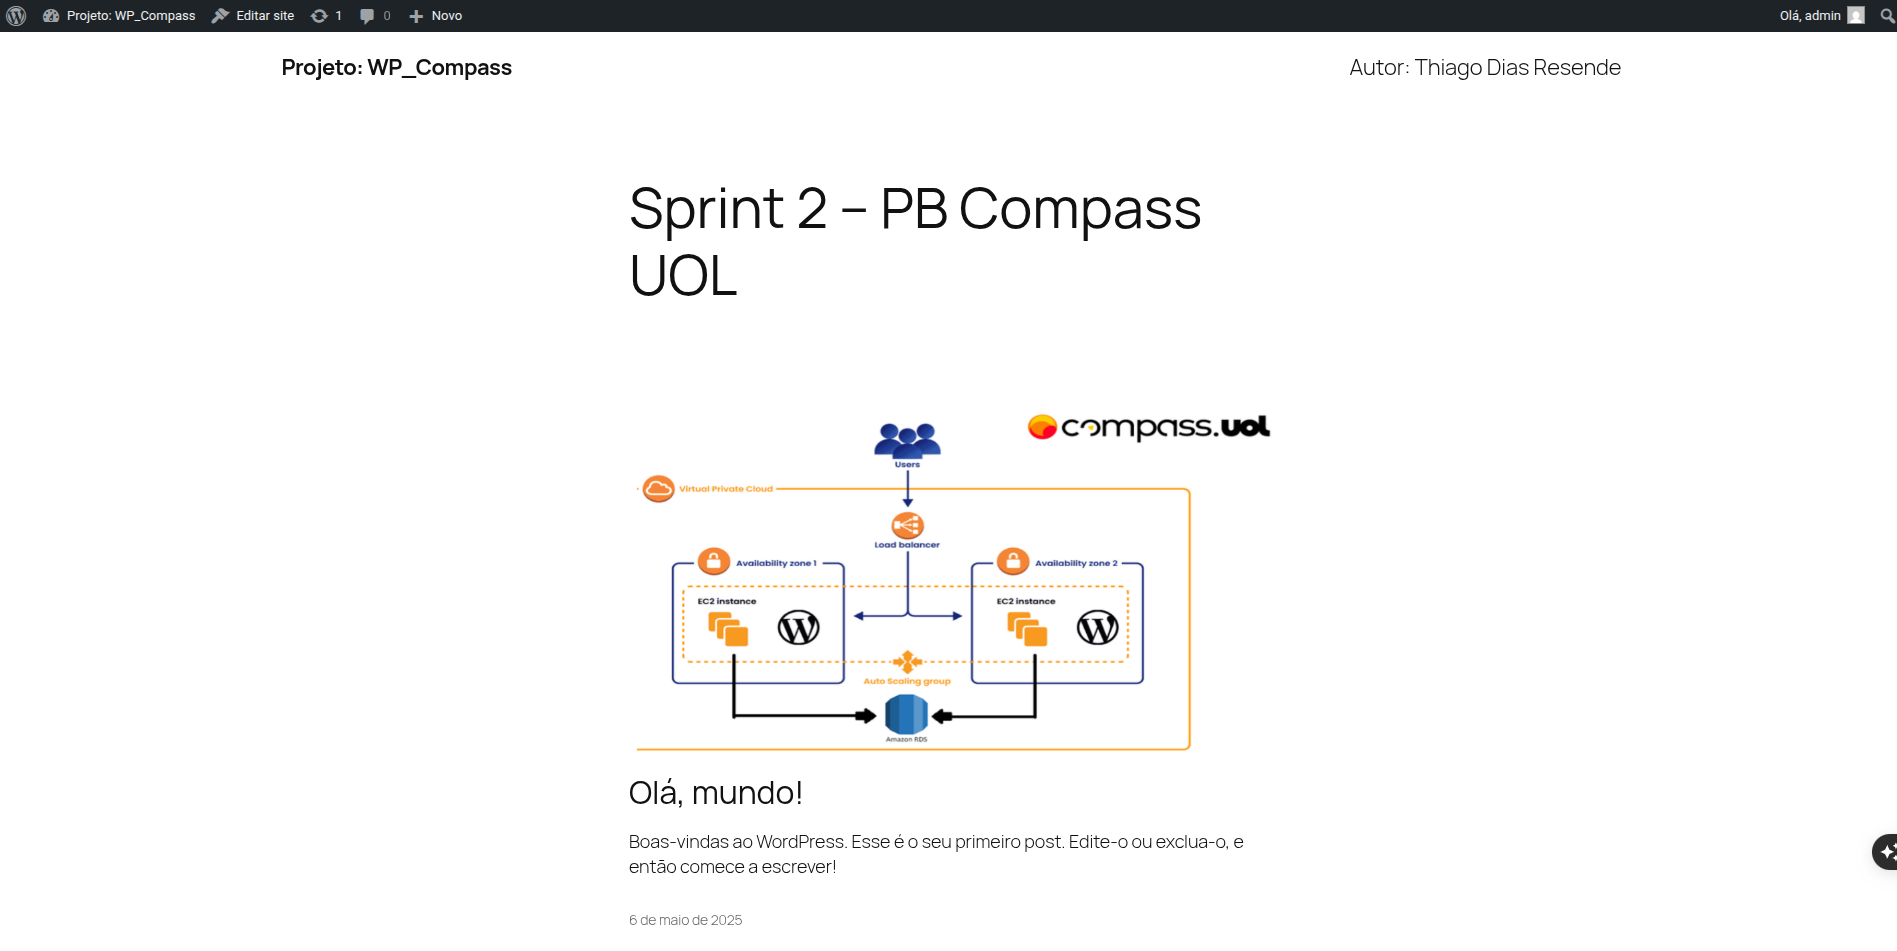 Projeto: WP_Compass
Editar site
1
0
Novo
Olá, admin
Projeto: WP_Compass
Autor: Thiago Dias Resende
Sprint 2 – PB Compass
UOL
compass.uol
Users
Virtual Private Cloud
Load balancer
Availability zone 1
Availability zone 2
EC2 instance
EC2 instance
Auto Scaling group
Amazon RDS
Olá, mundo!
Boas-vindas ao WordPress. Esse é o seu primeiro post. Edite-o ou exclua-o, e
então comece a escrever!
6 de maio de 2025